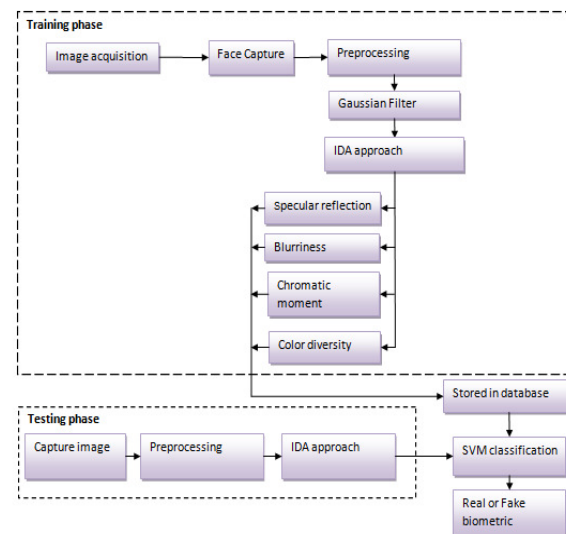 Training phase
Image acquisition
Face Capture
Preprocessing
Gaussian Filter
IDA approach
Specular reflection
Blurriness
Chromatic
moment
Color diversity
Stored in database
Testing phase
Capture image
Preprocessing
IDA approach
SVM classification
Real or Fake
biometric